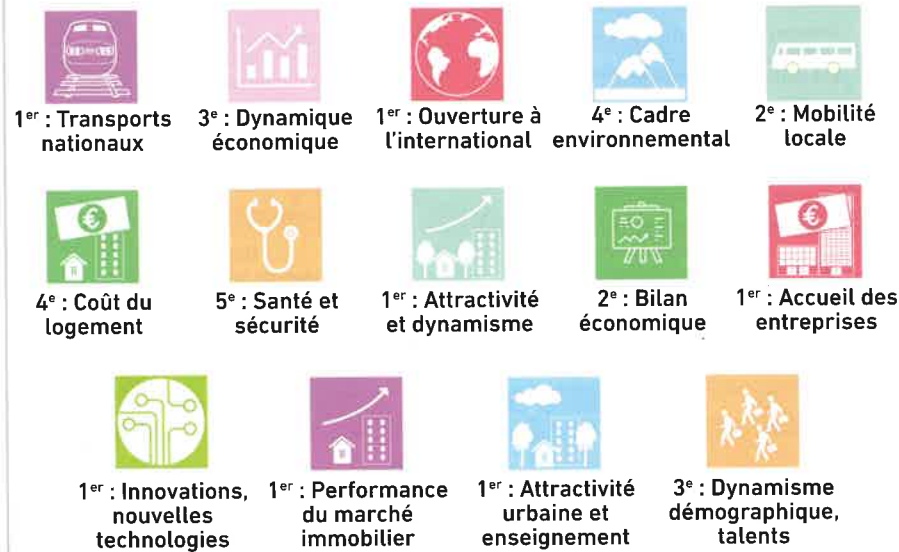 1er : Transports
nationaux
3e : Dynamique
économique
1er : Ouverture à
l'international
4e : Cadre
environnemental
2e : Mobilité
locale
€
4e : Coût du
logement
5e : Santé et
sécurité
1er : Attractivité
et dynamisme
2e : Bilan
économique
€
1er : Accueil des
entreprises
1er : Innovations,
nouvelles
technologies
1er : Performance
du marché
immobilier
1er : Attractivité
urbaine et
enseignement
3e : Dynamisme
démographique,
talents